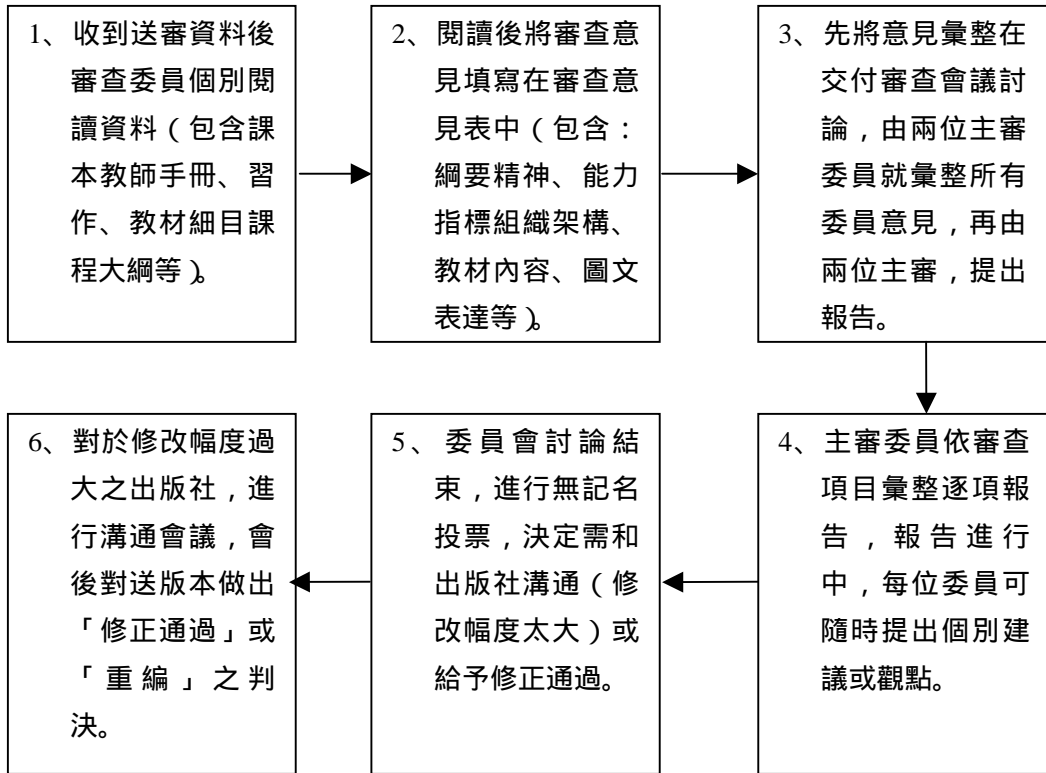 1、收到送審資料後
審查委員個別閱
讀資料（包含課
本教師手冊、習
作、教材細目課
程大綱等）。
2、閱讀後將審查意
見填寫在審查意
見表中（包含：
綱要精神、能力
指標組織架構、
教材內容、圖文
表達等）。
3、先將意見彙整在
交付審查會議討
論，由兩位主審
委員就彙整所有
委員意見，再由
兩位主審，提出
報告。
4、主審委員依審查
項目彙整逐項報
告，報告進行
中，每位委員可
隨時提出個別建
議或觀點。
5、委員會討論結
束，進行無記名
投票，決定需和
出版社溝通（修
改幅度太大）或
給予修正通過。
6、對於修改幅度過
大之出版社，進
行溝通會議，會
後對送版本做出
「修正通過」或
「重編」之判
決。